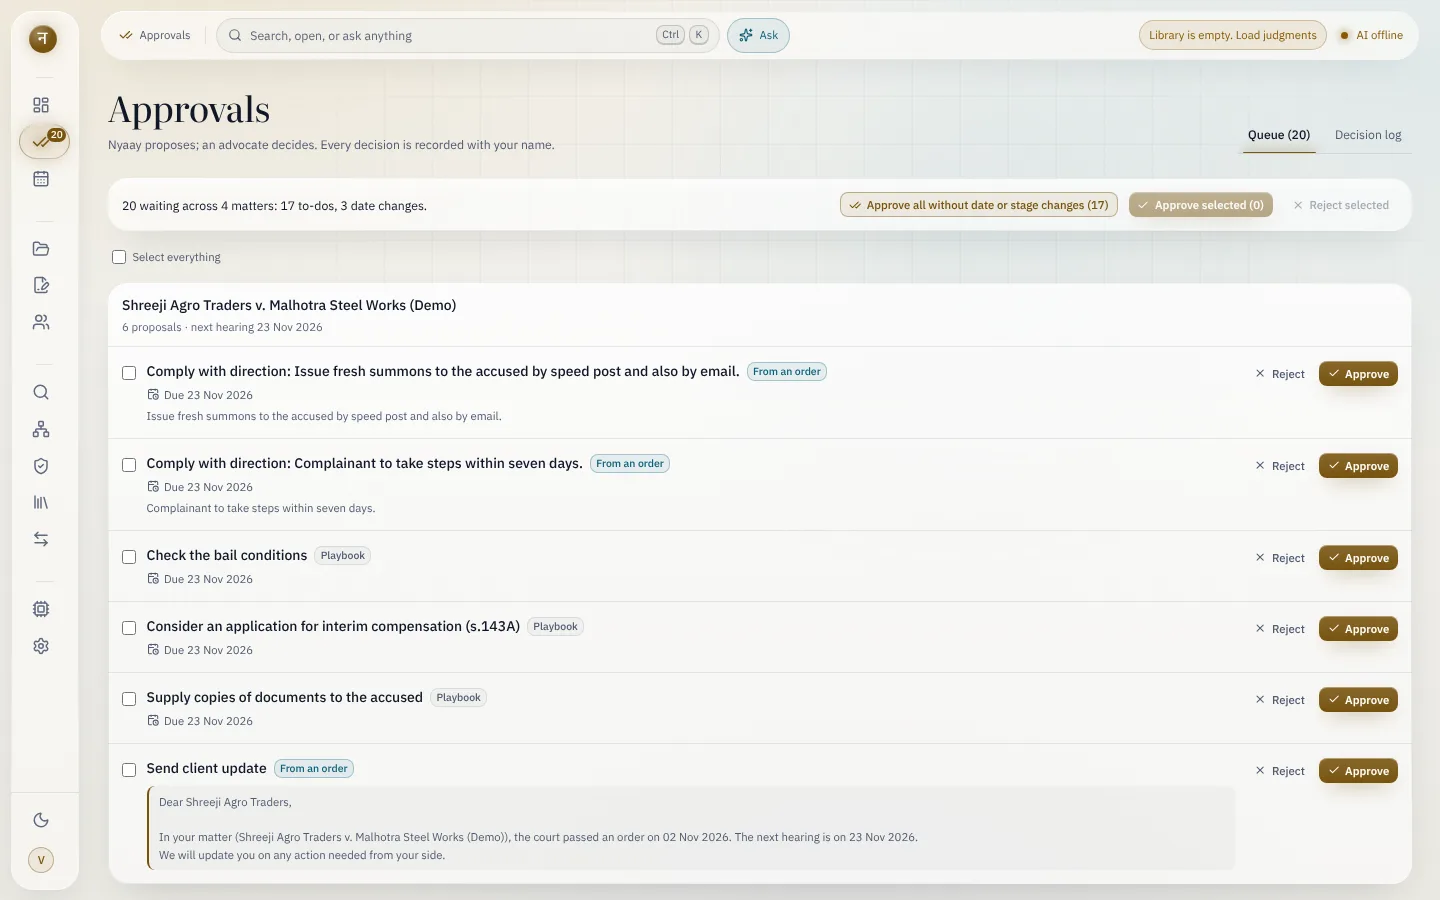 न
Approvals
Search, open, or ask anything
Ctrl K
Ask
Library is empty. Load judgments
AI offline
20
Approvals
Nyaay proposes; an advocate decides. Every decision is recorded with your name.
Queue (20)
Decision log
20 waiting across 4 matters: 17 to-dos, 3 date changes.
Approve all without date or stage changes (17)
Approve selected (0)
Reject selected
Select everything
Shreeji Agro Traders v. Malhotra Steel Works (Demo)
6 proposals · next hearing 23 Nov 2026
Comply with direction: Issue fresh summons to the accused by speed post and also by email. From an order
Reject Approve
Due 23 Nov 2026
Issue fresh summons to the accused by speed post and also by email.
Comply with direction: Complainant to take steps within seven days. From an order
Reject Approve
Due 23 Nov 2026
Complainant to take steps within seven days.
Check the bail conditions Playbook
Reject Approve
Due 23 Nov 2026
Consider an application for interim compensation (s.143A) Playbook
Reject Approve
Due 23 Nov 2026
Supply copies of documents to the accused Playbook
Reject Approve
Due 23 Nov 2026
Send client update From an order
Reject Approve
Dear Shreeji Agro Traders,
In your matter (Shreeji Agro Traders v. Malhotra Steel Works (Demo)), the court passed an order on 02 Nov 2026. The next hearing is on 23 Nov 2026.
We will update you on any action needed from your side.
V